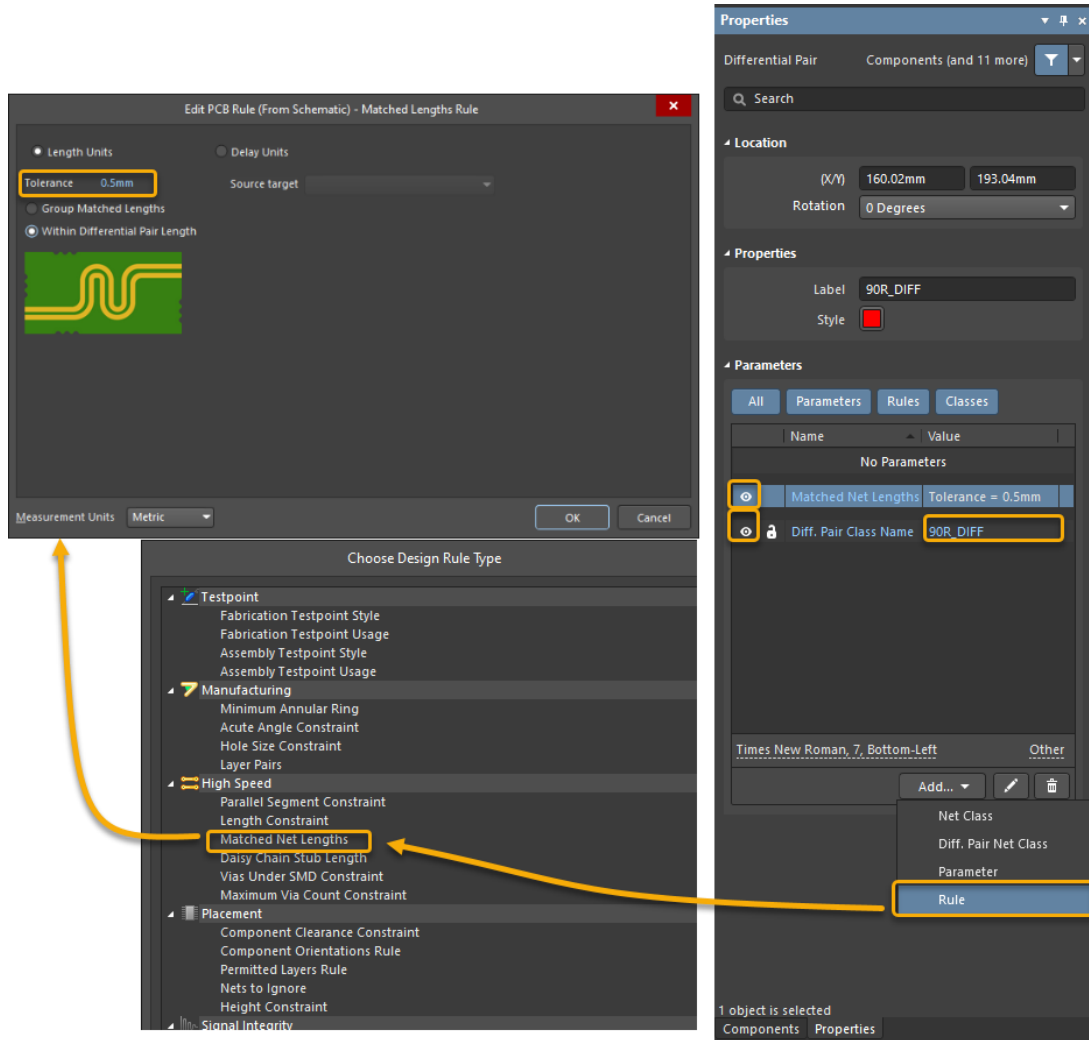 Edit PCB Rule (From Schematic) - Matched Lengths Rule
Length Units
Delay Units
Tolerance 0.5mm
Source target
Group Matched Lengths
Within Differential Pair Length
Measurement Units Metric
OK
Cancel
Choose Design Rule Type
Testpoint
Fabrication Testpoint Style
Fabrication Testpoint Usage
Assembly Testpoint Style
Assembly Testpoint Usage
Manufacturing
Minimum Annular Ring
Acute Angle Constraint
Hole Size Constraint
Layer Pairs
High Speed
Parallel Segment Constraint
Length Constraint
Matched Net Lengths
Daisy Chain Stub Length
Vias Under SMD Constraint
Maximum Via Count Constraint
Placement
Component Clearance Constraint
Component Orientations Rule
Permitted Layers Rule
Nets to Ignore
Height Constraint
Signal Integrity
Properties
Differential Pair Components (and 11 more)
Search
Location
(X/Y) 160.02mm 193.04mm
Rotation 0 Degrees
Properties
Label 90R_DIFF
Style
Parameters
All Parameters Rules Classes
Name Value
No Parameters
Matched Net Lengths Tolerance = 0.5mm
Diff. Pair Class Name 90R_DIFF
Times New Roman, 7, Bottom-Left Other
Add...
Net Class
Diff. Pair Net Class
Parameter
Rule
1 object is selected
Components Properties